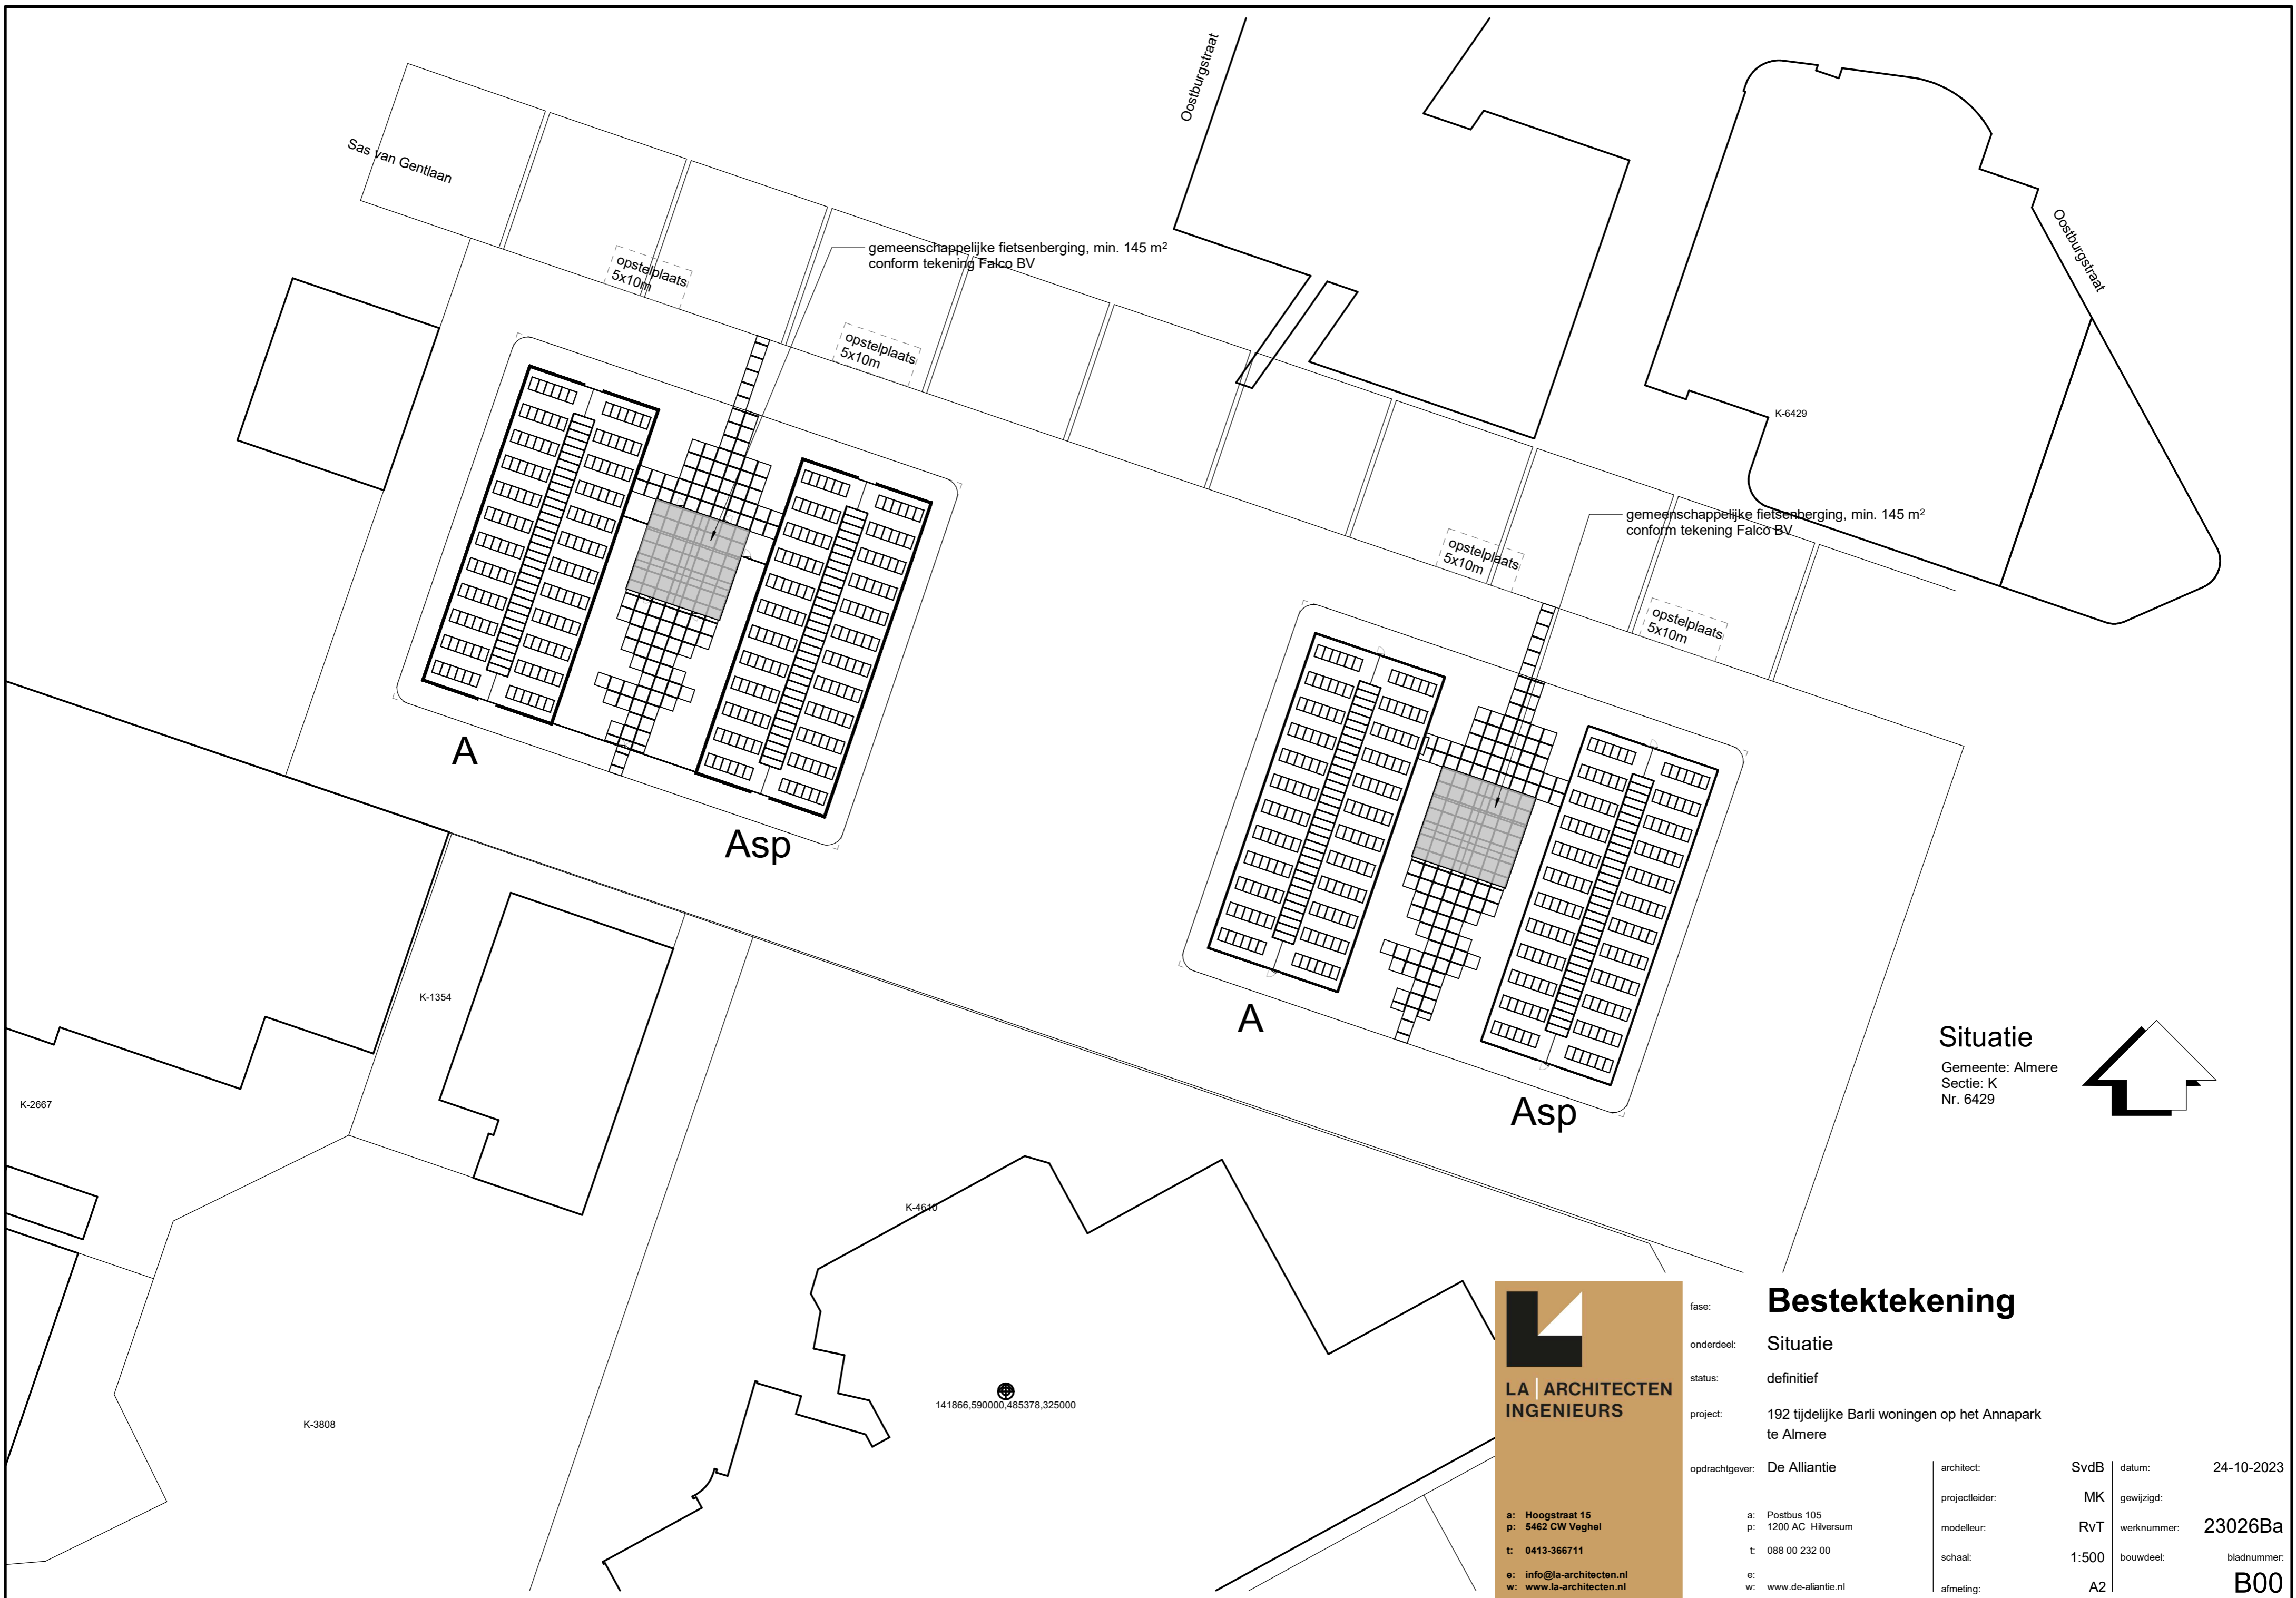 Oostburgstraat
Sas van Gentlaan
opstelplaats
5x10m
gemeenschappelijke fietsenberging, min. 145 m²
conform tekening Falco BV
opstelplaats
5x10m
Oostburgstraat
K-6429
gemeenschappelijke fietsenberging, min. 145 m²
conform tekening Falco BV
opstelplaats
5x10m
opstelplaats
5x10m
A
Asp
A
Asp
K-1354
K-2667
K-4610
K-3808
141866,590000,485378,325000
Situatie
Gemeente: Almere
Sectie: K
Nr. 6429
LA ARCHITECTEN
INGENIEURS
a: Hoogstraat 15
p: 5462 CW Veghel
t: 0413-366711
e: info@la-architecten.nl
w: www.la-architecten.nl
fase: Bestektekening
onderdeel: Situatie
status: definitief
project: 192 tijdelijke Barli woningen op het Annapark
te Almere
opdrachtgever: De Alliantie
a: Postbus 105
p: 1200 AC Hilversum
t: 088 00 232 00
e:
w: www.de-aliantie.nl
architect: SvdB
projectleider: MK
modelleur: RvT
schaal: 1:500
afmeting: A2
datum: 24-10-2023
gewijzigd:
werknummer: 23026Ba
bouwdeel:
bladnummer:
B00